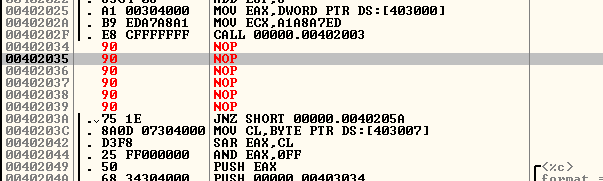 00402025 . A1 00304000 MOV EAX,DWORD PTR DS:[403000]
0040202A . B9 EDA7A8A1 MOV ECX,A1A8A7ED
0040202F . E8 CFFFFFFF CALL 00000.00402003
00402034 90 NOP
00402035 90 NOP
00402036 90 NOP
00402037 90 NOP
00402038 90 NOP
00402039 90 NOP
0040203A .⌄75 1E JNZ SHORT 00000.0040205A
0040203C . 8A0D 07304000 MOV CL,BYTE PTR DS:[403007]
00402042 . D3F8 SAR EAX,CL
00402044 . 25 FF000000 AND EAX,0FF
00402049 . 50 PUSH EAX <%c>
0040204A . 68 34304000 PUSH 00000.00403034 format =